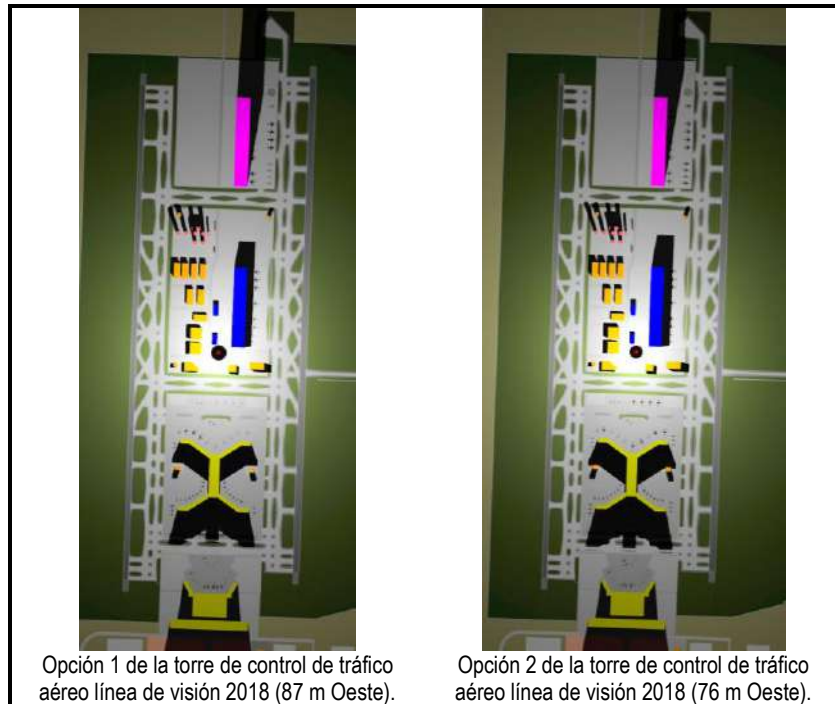 Opción 1 de la torre de control de tráfico
aéreo línea de visión 2018 (87 m Oeste).
Opción 2 de la torre de control de tráfico
aéreo línea de visión 2018 (76 m Oeste).